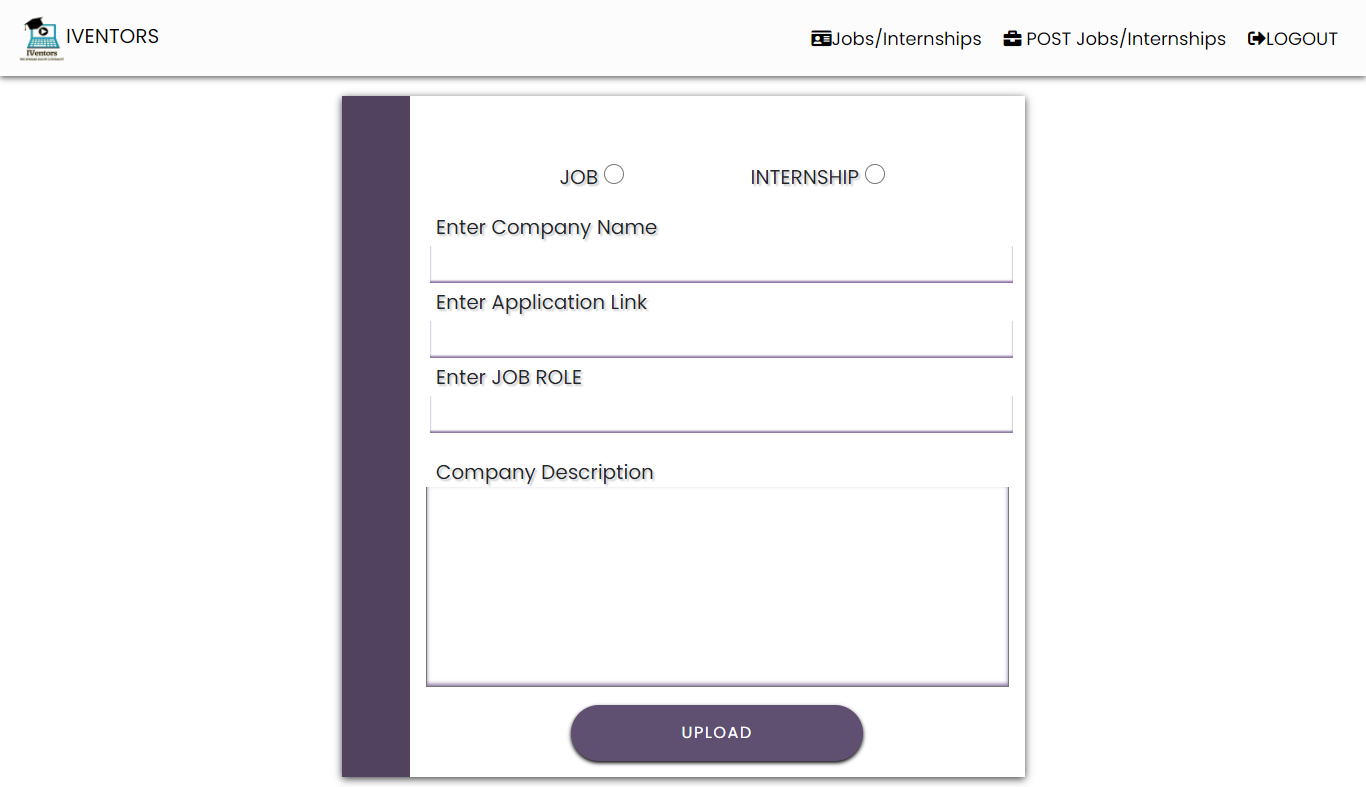 IVENTORS
IVentors
Jobs/Internships
POST Jobs/Internships
LOGOUT
JOB
INTERNSHIP
Enter Company Name
Enter Application Link
Enter JOB ROLE
Company Description
UPLOAD